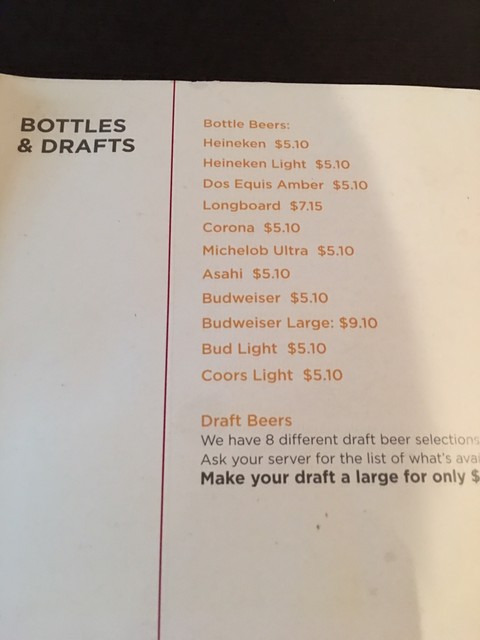 BOTTLES
& DRAFTS
Bottle Beers:
Heineken $5.10
Heineken Light $5.10
Dos Equis Amber $5.10
Longboard $7.15
Corona $5.10
Michelob Ultra $5.10
Asahi $5.10
Budweiser $5.10
Budweiser Large: $9.10
Bud Light $5.10
Coors Light $5.10
Draft Beers
We have 8 different draft beer selections
Ask your server for the list of what's
Make your draft a large for only $